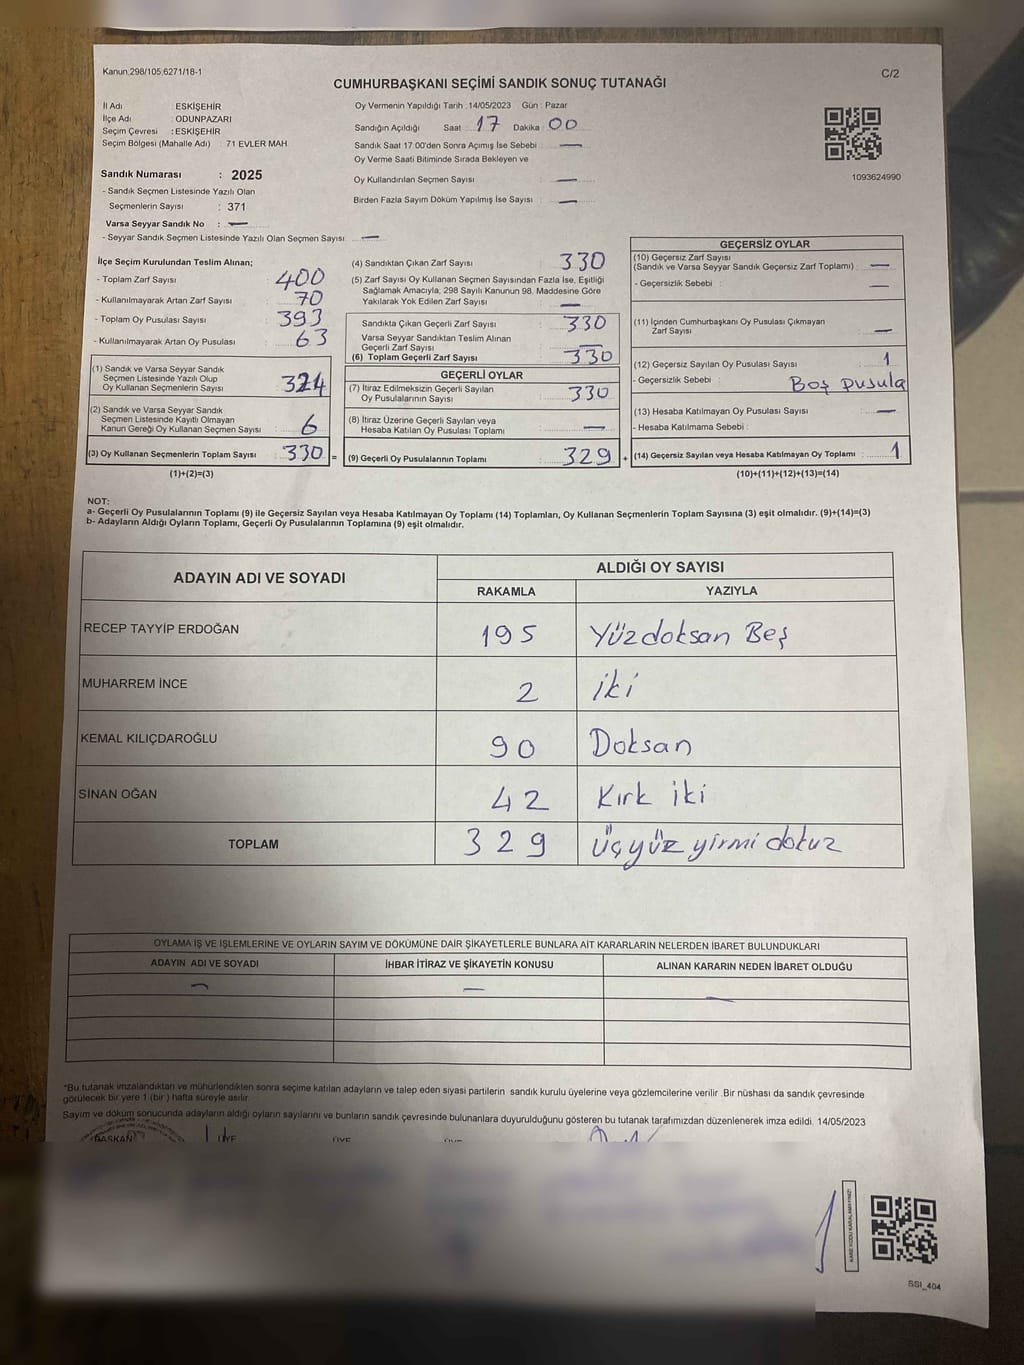 Kanun,298/105,6271/18-1
C/2
CUMHURBAŞKANI SEÇİMİ SANDIK SONUÇ TUTANAĞI
İl Adı : ESKİŞEHİR
İlçe Adı : ODUNPAZARI
Seçim Çevresi : ESKİŞEHİR
Seçim Bölgesi (Mahalle Adı) : 71 EVLER MAH.
Sandık Numarası : 2025
- Sandık Seçmen Listesinde Yazılı Olan
Seçmenlerin Sayısı : 371
Varsa Seyyar Sandık No : —
- Seyyar Sandık Seçmen Listesinde Yazılı Olan Seçmen Sayısı —
Oy Vermenin Yapıldığı Tarih :14/05/2023 Gün : Pazar
Sandığın Açıldığı Saat : 17 Dakika : 00
Sandık Saat 17.00'den Sonra Açımış İse Sebebi —
Oy Verme Saati Bitiminde Sırada Bekleyen ve
Oy Kullandırılan Seçmen Sayısı —
Birden Fazla Sayım Döküm Yapılmış İse Sayısı : —
1093624990
İlçe Seçim Kurulundan Teslim Alınan;
- Toplam Zarf Sayısı 400
- Kullanılmayarak Artan Zarf Sayısı 70
- Toplam Oy Pusulası Sayısı 393
- Kullanılmayarak Artan Oy Pusulası 63
(1) Sandık ve Varsa Seyyar Sandık
Seçmen Listesinde Yazılı Olup
Oy Kullanan Seçmenlerin Sayısı 324
(2) Sandık ve Varsa Seyyar Sandık
Seçmen Listesinde Kayıtlı Olmayan
Kanun Gereği Oy Kullanan Seçmen Sayısı 6
(3) Oy Kullanan Seçmenlerin Toplam Sayısı 330 =
(1)+(2)=(3)
(4) Sandıktan Çıkan Zarf Sayısı 330
(5) Zarf Sayısı Oy Kullanan Seçmen Sayısından Fazla İse, Eşitliği
Sağlamak Amacıyla, 298 Sayılı Kanunun 98. Maddesine Göre
Yakılarak Yok Edilen Zarf Sayısı —
Sandıkta Çıkan Geçerli Zarf Sayısı 330
Varsa Seyyar Sandıktan Teslim Alınan
Geçerli Zarf Sayısı —
(6) Toplam Geçerli Zarf Sayısı 330
GEÇERLİ OYLAR
(7) İtiraz Edilmeksizin Geçerli Sayılan
Oy Pusulalarının Sayısı 330
(8) İtiraz Üzerine Geçerli Sayılan veya
Hesaba Katılan Oy Pusulası Toplamı —
(9) Geçerli Oy Pusulalarının Toplamı 329 +
GEÇERSİZ OYLAR
(10) Geçersiz Zarf Sayısı
(Sandık ve Varsa Seyyar Sandık Geçersiz Zarf Toplamı) —
- Geçersizlik Sebebi : —
(11) İçinden Cumhurbaşkanı Oy Pusulası Çıkmayan
Zarf Sayısı —
(12) Geçersiz Sayılan Oy Pusulası Sayısı 1
- Geçersizlik Sebebi : Boş pusula
(13) Hesaba Katılmayan Oy Pusulası Sayısı —
- Hesaba Katılmama Sebebi :
(14) Geçersiz Sayılan veya Hesaba Katılmayan Oy Toplamı : 1
(10)+(11)+(12)+(13)=(14)
NOT:
a- Geçerli Oy Pusulalarının Toplamı (9) ile Geçersiz Sayılan veya Hesaba Katılmayan Oy Toplamı (14) Toplamları, Oy Kullanan Seçmenlerin Toplam Sayısına (3) eşit olmalıdır. (9)+(14)=(3)
b- Adayların Aldığı Oyların Toplamı, Geçerli Oy Pusulalarının Toplamına (9) eşit olmalıdır.
ADAYIN ADI VE SOYADI
ALDIĞI OY SAYISI
RAKAMLA YAZIYLA
RECEP TAYYİP ERDOĞAN 195 Yüzdoksan Beş
MUHARREM İNCE 2 iki
KEMAL KILIÇDAROĞLU 90 Doksan
SİNAN OĞAN 42 Kırk iki
TOPLAM 329 Üçyüz yirmi dokuz
OYLAMA İŞ VE İŞLEMLERİNE VE OYLARIN SAYIM VE DÖKÜMÜNE DAİR ŞİKAYETLERLE BUNLARA AİT KARARLARIN NELERDEN İBARET BULUNDUKLARI
ADAYIN ADI VE SOYADI İHBAR İTİRAZ VE ŞİKAYETİN KONUSU ALINAN KARARIN NEDEN İBARET OLDUĞU
— — —
*Bu tutanak imzalandıktan ve mühürlendikten sonra seçime katılan adayların ve talep eden siyasi partilerin sandık kurulu üyelerine veya gözlemcilerine verilir .Bir nüshası da sandık çevresinde
görülecek bir yere 1 (bir ) hafta süreyle asılır.
Sayım ve döküm sonucunda adayların aldığı oyların sayılarını ve bunların sandık çevresinde bulunanlara duyurulduğunu gösteren bu tutanak tarafımızdan düzenlenerek imza edildi. 14/05/2023
BAŞKAN ÜYE ÜYE
KARE KODU KARALAMAYINIZ!
SSI_404